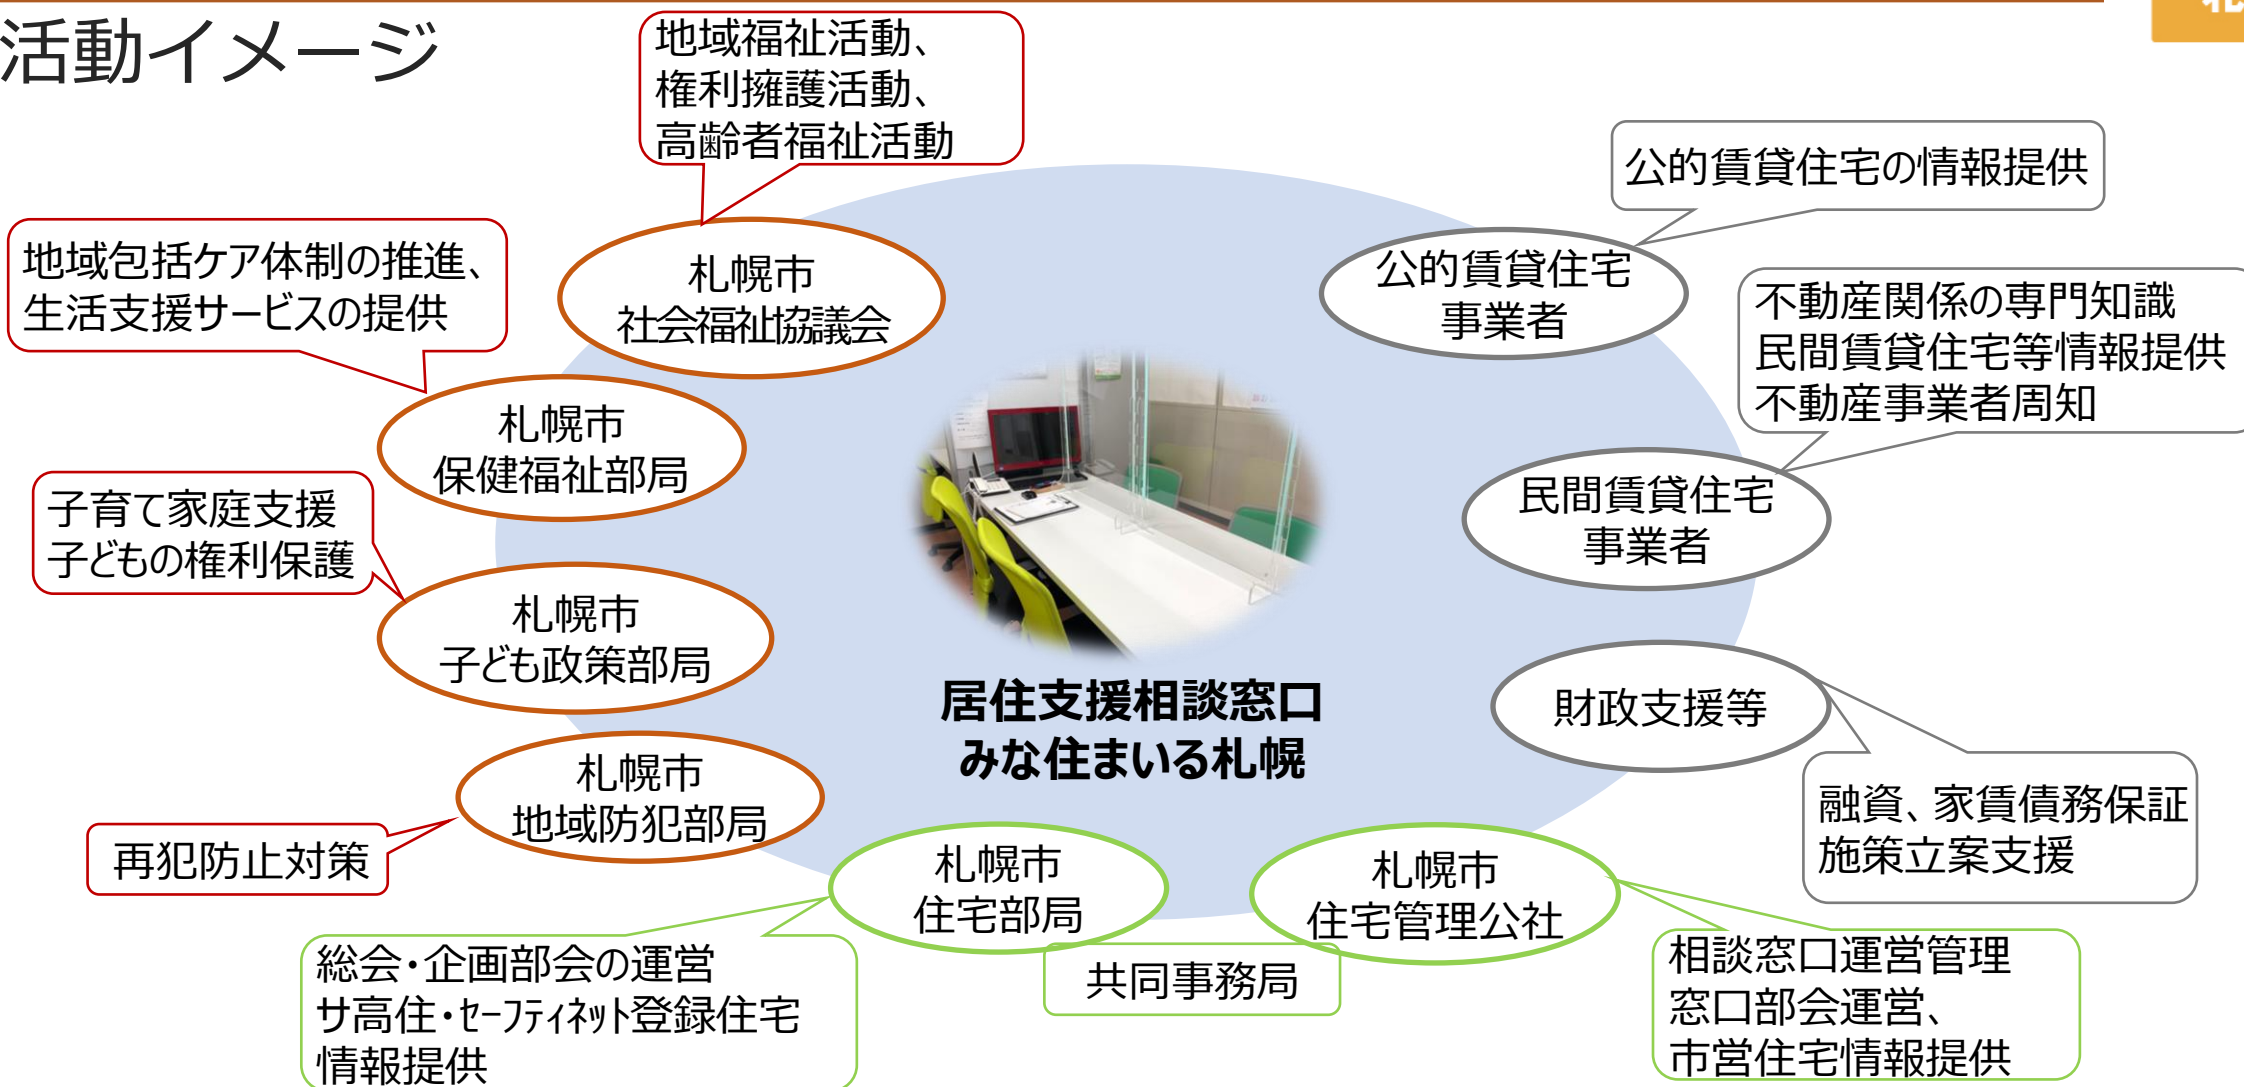 活動イメージ
地域福祉活動、
権利擁護活動、
高齢者福祉活動
公的賃貸住宅の情報提供
地域包括ケア体制の推進、
生活支援サービスの提供
札幌市
社会福祉協議会
公的賃貸住宅
事業者
不動産関係の専門知識
民間賃貸住宅等情報提供
不動産事業者周知
札幌市
保健福祉部局
民間賃貸住宅
事業者
子育て家庭支援
子どもの権利保護
札幌市
子ども政策部局
居住支援相談窓口
みな住まいる札幌
財政支援等
融資、家賃債務保証
施策立案支援
札幌市
地域防犯部局
再犯防止対策
札幌市
住宅部局
札幌市
住宅管理公社
共同事務局
総会・企画部会の運営
サ高住・セーフティネット登録住宅
情報提供
相談窓口運営管理
窓口部会運営、
市営住宅情報提供